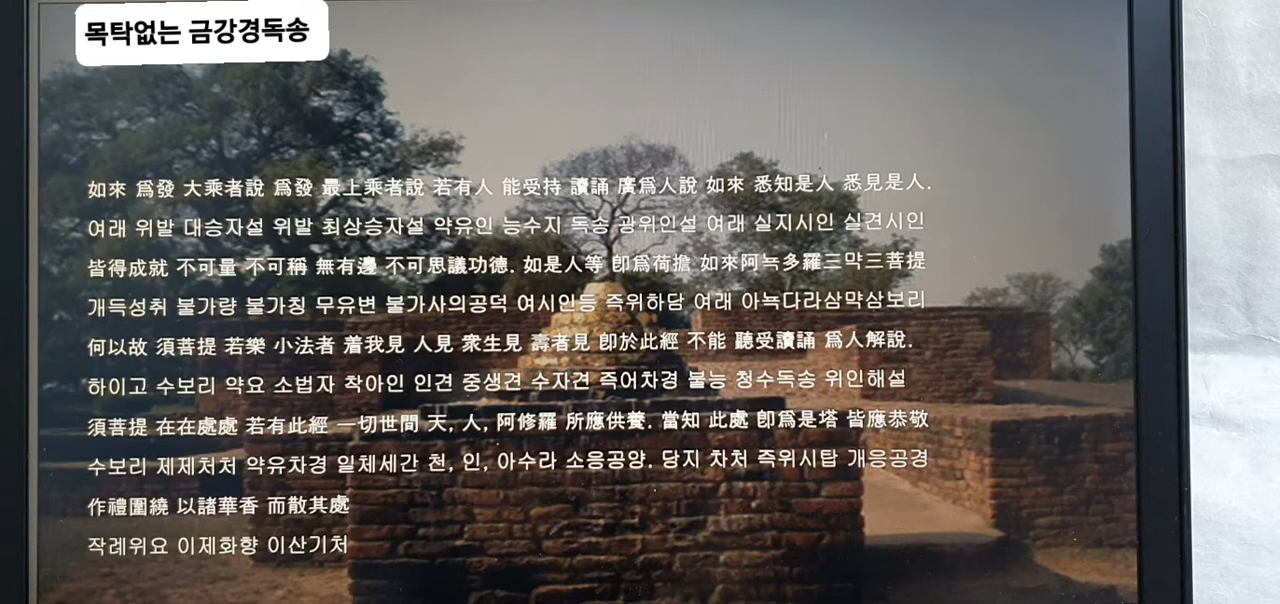 목탁없는 금강경독송
如來 爲發 大乘者說 爲發 最上乘者說 若有人 能受持 讀誦 廣爲人說 如來 悉知是人 悉見是人.
여래 위발 대승자설 위발 최상승자설 약유인 능수지 독송 광위인설 여래 실지시인 실견시인
皆得成就 不可量 不可稱 無有邊 不可思議功德. 如是人等 卽爲荷擔 如來阿뇩多羅三먁三菩提
개득성취 불가량 불가칭 무유변 불가사의공덕 여시인등 즉위하담 여래 아뇩다라삼먁삼보리
何以故 須菩提 若樂 小法者 着我見 人見 衆生見 壽者見 卽於此經 不能 聽受讀誦 爲人解說.
하이고 수보리 약요 소법자 착아인 인견 중생견 수자견 즉어차경 불능 청수독송 위인해설
須菩提 在在處處 若有此經 一切世間 天, 人, 阿修羅 所應供養. 當知 此處 卽爲是塔 皆應恭敬
수보리 제제처처 약유차경 일체세간 천, 인, 아수라 소응공양. 당지 차처 즉위시탑 개응공경
作禮圍繞 以諸華香 而散其處
작례위요 이제화향 이산기처